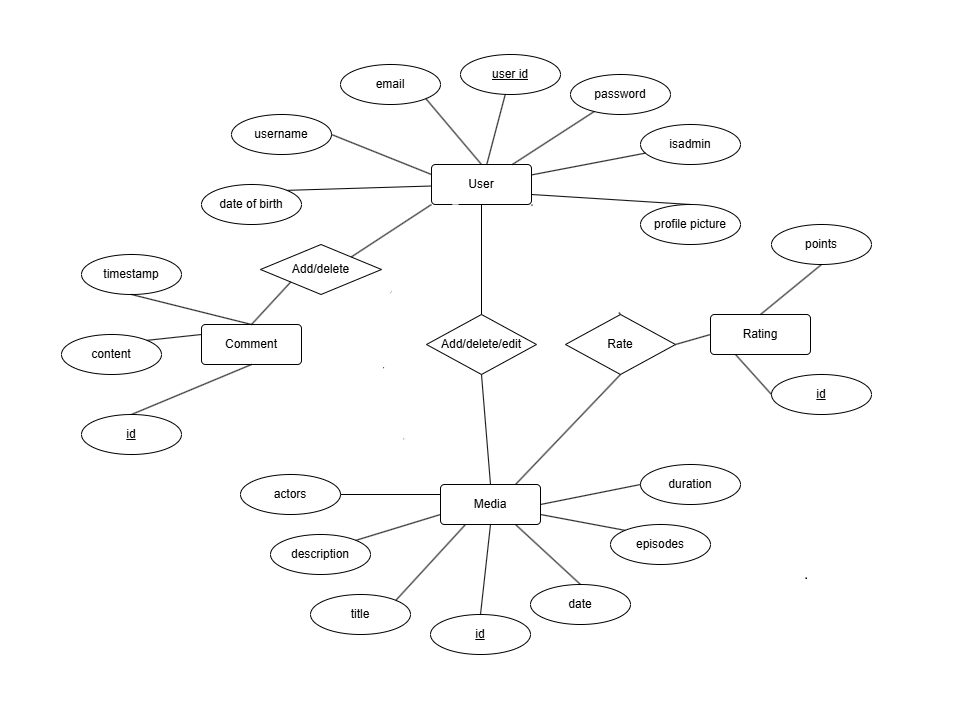 user id
email
password
username
isadmin
User
date of birth
profile picture
points
Add/delete
timestamp
Rating
Comment
Add/delete/edit
Rate
content
id
id
duration
actors
Media
episodes
description
date
title
id